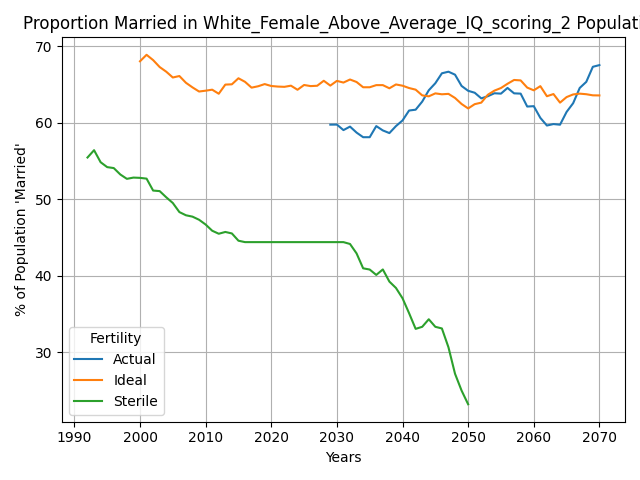 Proportion Married in White_Female_Above_Average_IQ_scoring_2 Populati
70
60
50
40
30
% of Population 'Married'
Fertility
Actual
Ideal
Sterile
1990 2000 2010 2020 2030 2040 2050 2060 2070
Years